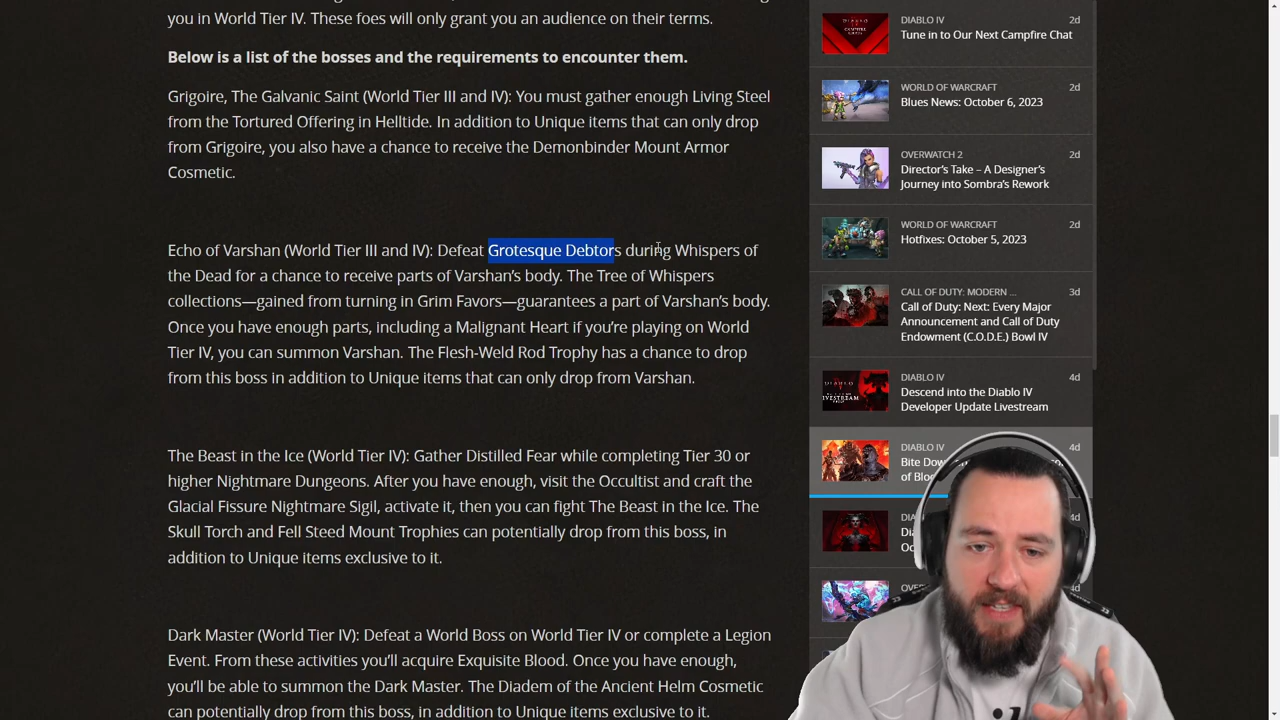 you in World Tier IV. These foes will only grant you an audience on their terms.
Below is a list of the bosses and the requirements to encounter them.
Grigoire, The Galvanic Saint (World Tier III and IV): You must gather enough Living Steel
from the Tortured Offering in Helltide. In addition to Unique items that can only drop
from Grigoire, you also have a chance to receive the Demonbinder Mount Armor
Cosmetic.
Echo of Varshan (World Tier III and IV): Defeat Grotesque Debtors during Whispers of
the Dead for a chance to receive parts of Varshan's body. The Tree of Whispers
collections—gained from turning in Grim Favors—guarantees a part of Varshan's body.
Once you have enough parts, including a Malignant Heart if you're playing on World
Tier IV, you can summon Varshan. The Flesh-Weld Rod Trophy has a chance to drop
from this boss in addition to Unique items that can only drop from Varshan.
The Beast in the Ice (World Tier IV): Gather Distilled Fear while completing Tier 30 or
higher Nightmare Dungeons. After you have enough, visit the Occultist and craft the
Glacial Fissure Nightmare Sigil, activate it, then you can fight The Beast in the Ice. The
Skull Torch and Fell Steed Mount Trophies can potentially drop from this boss, in
addition to Unique items exclusive to it.
Dark Master (World Tier IV): Defeat a World Boss on World Tier IV or complete a Legion
Event. From these activities you'll acquire Exquisite Blood. Once you have enough,
you'll be able to summon the Dark Master. The Diadem of the Ancient Helm Cosmetic
can potentially drop from this boss, in addition to Unique items exclusive to it.
DIABLO IV 2d
Tune in to Our Next Campfire Chat
WORLD OF WARCRAFT 2d
Blues News: October 6, 2023
OVERWATCH 2 2d
Director's Take – A Designer's
Journey into Sombra's Rework
WORLD OF WARCRAFT 2d
Hotfixes: October 5, 2023
CALL OF DUTY: MODERN ... 3d
Call of Duty: Next: Every Major
Announcement and Call of Duty
Endowment (C.O.D.E.) Bowl IV
DIABLO IV 4d
Descend into the Diablo IV
Developer Update Livestream
DIABLO IV 4d
Bite
of
4d
4d